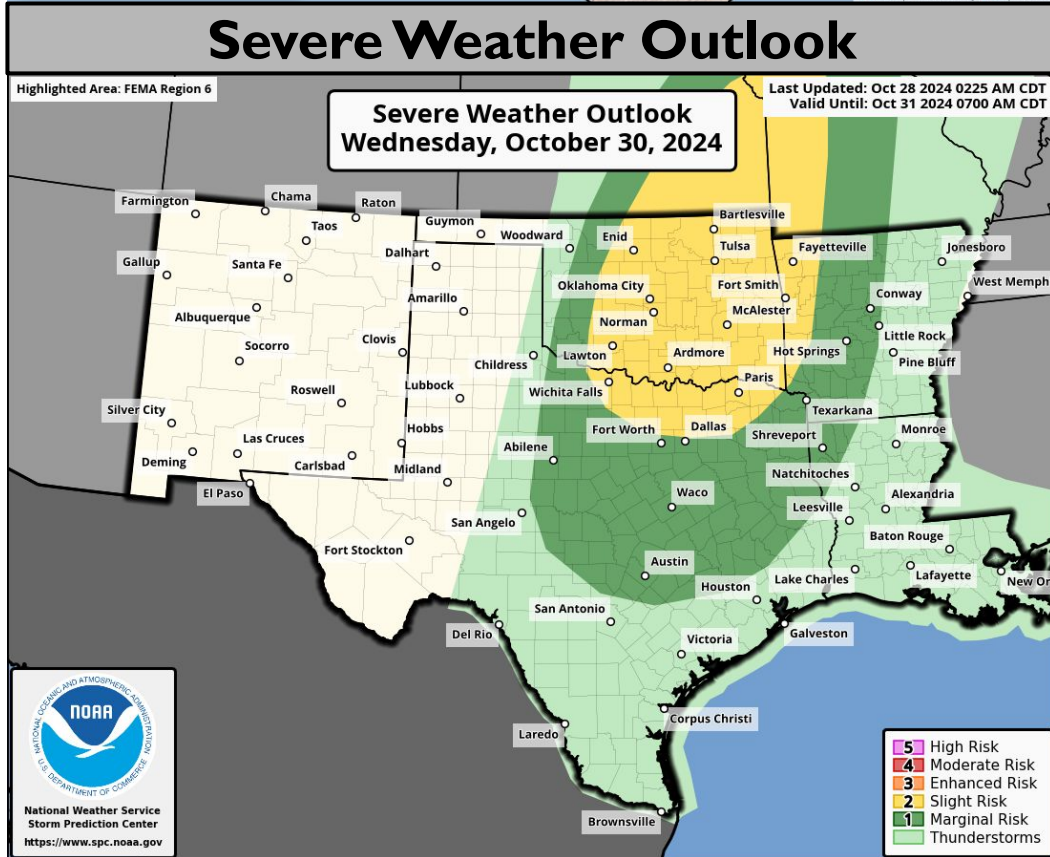 Severe Weather Outlook
Highlighted Area: FEMA Region 6
Last Updated: Oct 28 2024 0225 AM CDT
Valid Until: Oct 31 2024 0700 AM CDT
Severe Weather Outlook
Wednesday, October 30, 2024
Farmington
Chama
Raton
Taos
Guymon
Woodward
Enid
Bartlesville
Tulsa
Fayetteville
Jonesboro
Gallup
Santa Fe
Dalhart
Oklahoma City
Fort Smith
Conway
West Memph
Albuquerque
Amarillo
Norman
McAlester
Little Rock
Socorro
Clovis
Childress
Lawton
Ardmore
Hot Springs
Pine Bluff
Roswell
Lubbock
Wichita Falls
Paris
Texarkana
Silver City
Las Cruces
Hobbs
Abilene
Fort Worth
Dallas
Shreveport
Monroe
Deming
Carlsbad
Midland
Natchitoches
El Paso
Waco
Alexandria
San Angelo
Leesville
Fort Stockton
Baton Rouge
Austin
Houston
Lake Charles
Lafayette
New Or
San Antonio
Del Rio
Victoria
Galveston
Laredo
Corpus Christi
Brownsville
NATIONAL OCEANIC AND ATMOSPHERIC ADMINISTRATION
NOAA
U.S. DEPARTMENT OF COMMERCE
National Weather Service
Storm Prediction Center
https://www.spc.noaa.gov
5 High Risk
4 Moderate Risk
3 Enhanced Risk
2 Slight Risk
1 Marginal Risk
Thunderstorms